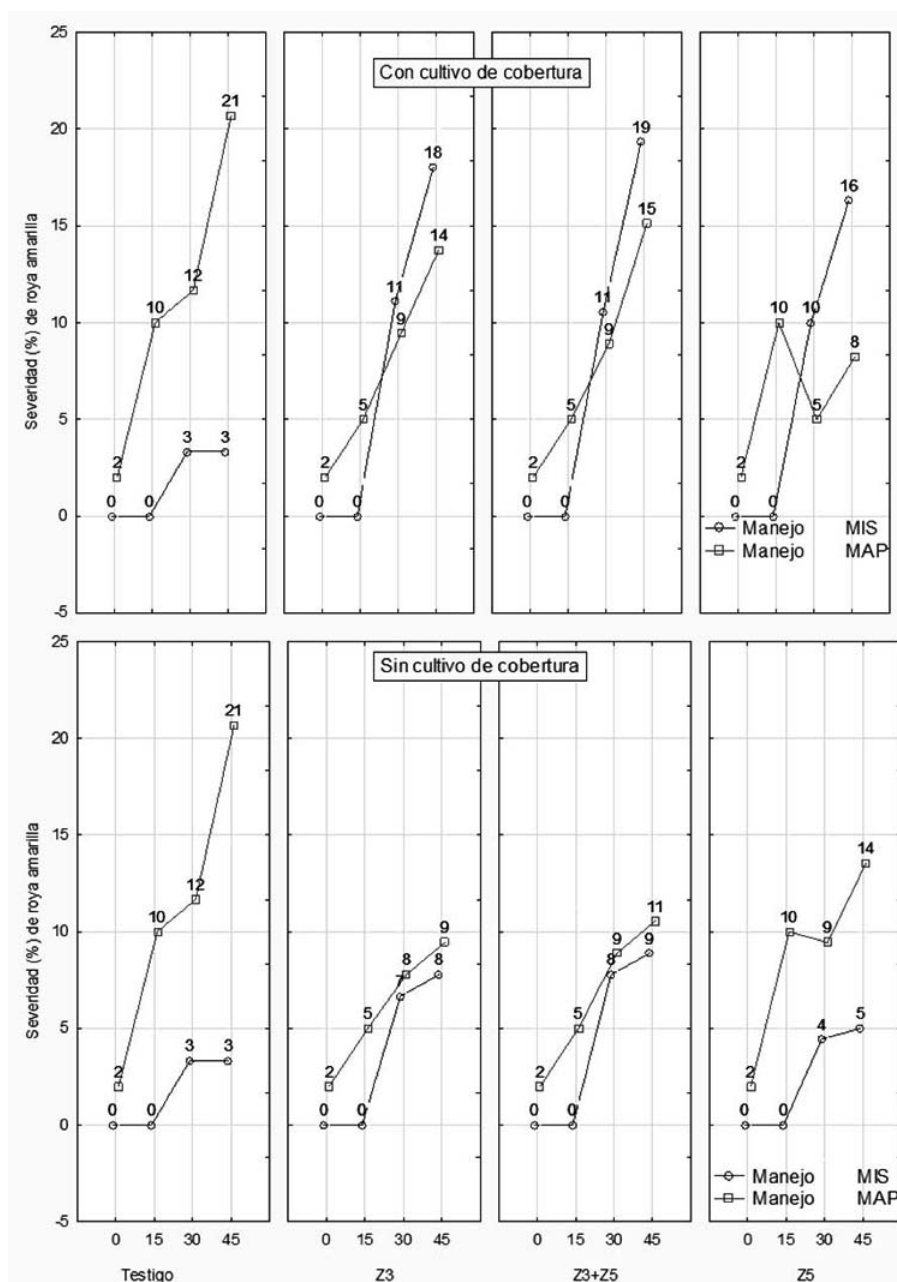 Severidad (%) de roya amarilla
25
20
15
10
5
0
-5
Con cultivo de cobertura
2 10 12 21
0 0 3 3
2 5 9 14
0 0 11 18
2 5 9 15
0 0 11 19
2 10 5 8
0 0 10 16
Manejo MIS
Manejo MAP
Severidad (%) de roya amarilla
25
20
15
10
5
0
-5
Sin cultivo de cobertura
2 10 12 21
0 0 3 3
2 5 8 9
0 0 7 8
2 5 9 11
0 0 8 9
2 10 9 14
0 0 4 5
Manejo MIS
Manejo MAP
0 15 30 45 0 15 30 45 0 15 30 45 0 15 30 45
Testigo Z3 Z3+Z5 Z5